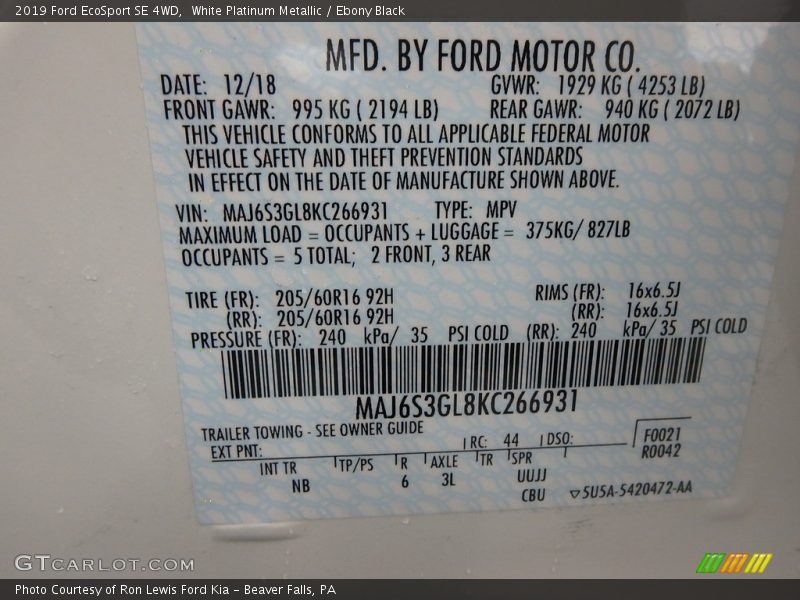 2019 Ford EcoSport SE 4WD,  White Platinum Metallic / Ebony Black
MFD. BY FORD MOTOR CO.
DATE: 12/18 GVWR: 1929 KG ( 4253 LB)
FRONT GAWR: 995 KG ( 2194 LB) REAR GAWR: 940 KG ( 2072 LB)
THIS VEHICLE CONFORMS TO ALL APPLICABLE FEDERAL MOTOR
VEHICLE SAFETY AND THEFT PREVENTION STANDARDS
IN EFFECT ON THE DATE OF MANUFACTURE SHOWN ABOVE.
VIN: MAJ6S3GL8KC266931 TYPE: MPV
MAXIMUM LOAD = OCCUPANTS + LUGGAGE = 375KG/ 827LB
OCCUPANTS = 5 TOTAL; 2 FRONT, 3 REAR
TIRE (FR): 205/60R16 92H RIMS (FR): 16x6.5J
(RR): 205/60R16 92H (RR): 16x6.5J
PRESSURE (FR): 240 kPa/ 35 PSI COLD (RR): 240 kPa/ 35 PSI COLD
MAJ6S3GL8KC266931
TRAILER TOWING - SEE OWNER GUIDE
EXT PNT: RC: 44 DSO: F0021
R0042
INT TR TP/PS R AXLE TR SPR
NB 6 3L UUJJ
CBU 5U5A-5420472-AA
GTCARLOT.COM
Photo Courtesy of Ron Lewis Ford Kia - Beaver Falls, PA